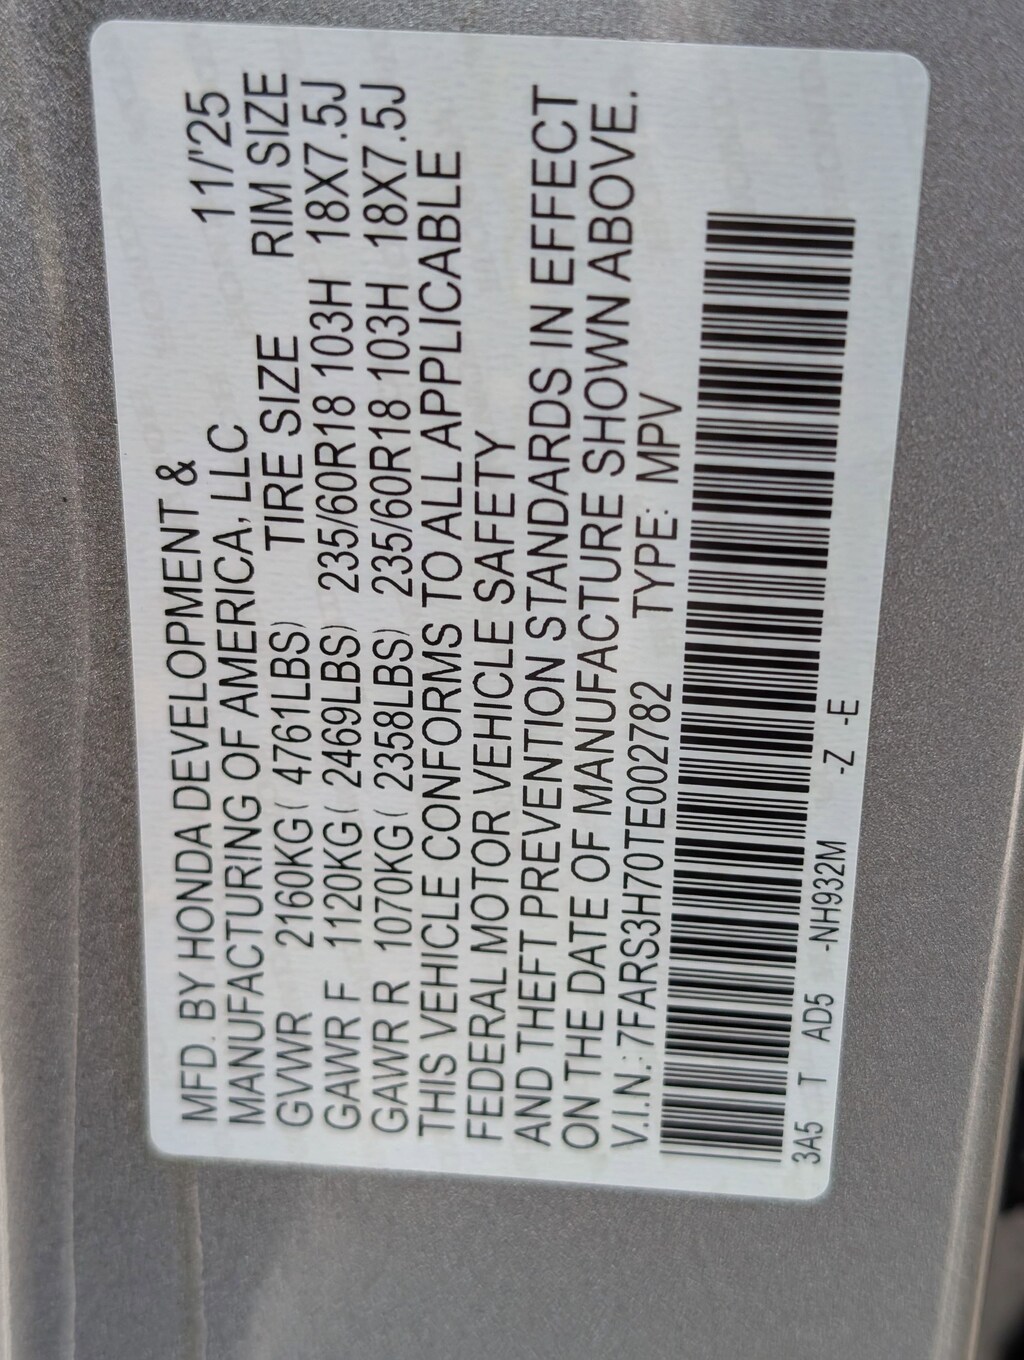 MFD. BY HONDA DEVELOPMENT &
MANUFACTURING OF AMERICA, LLC 11/'25
GVWR 2160KG( 4761LBS) TIRE SIZE RIM SIZE
GAWR F 1120KG( 2469LBS) 235/60R18 103H 18X7.5J
GAWR R 1070KG( 2358LBS) 235/60R18 103H 18X7.5J
THIS VEHICLE CONFORMS TO ALL APPLICABLE
FEDERAL MOTOR VEHICLE SAFETY
AND THEFT PREVENTION STANDARDS IN EFFECT
ON THE DATE OF MANUFACTURE SHOWN ABOVE.
V.I.N.: 7FARS3H70TE002782 TYPE: MPV
3A5 T AD5 -NH932M -Z -E